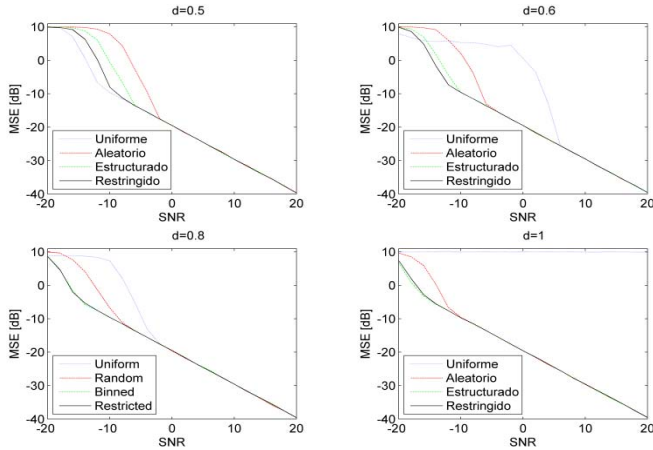 d=0.5
10
0
-10
-20
-30
-40
MSE [dB]
Uniforme
Aleatorio
Estructurado
Restringido
-20 -10 0 10 20
SNR
d=0.6
10
0
-10
-20
-30
-40
MSE [dB]
Uniforme
Aleatorio
Estructurado
Restringido
-20 -10 0 10 20
SNR
d=0.8
10
0
-10
-20
-30
-40
MSE [dB]
Uniform
Random
Binned
Restricted
-20 -10 0 10 20
SNR
d=1
10
0
-10
-20
-30
-40
MSE [dB]
Uniforme
Aleatorio
Estructurado
Restringido
-20 -10 0 10 20
SNR